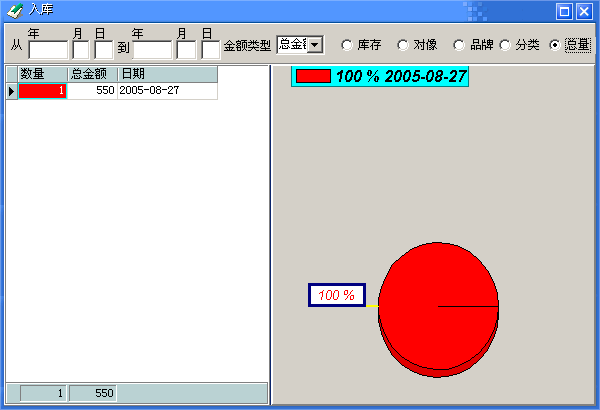 入库
从 年 月 日 到 年 月 日 金额类型 总金 库存 对像 品牌 分类 总量
数量 总金额 日期
1 550 2005-08-27
100 % 2005-08-27
100 %
1 550